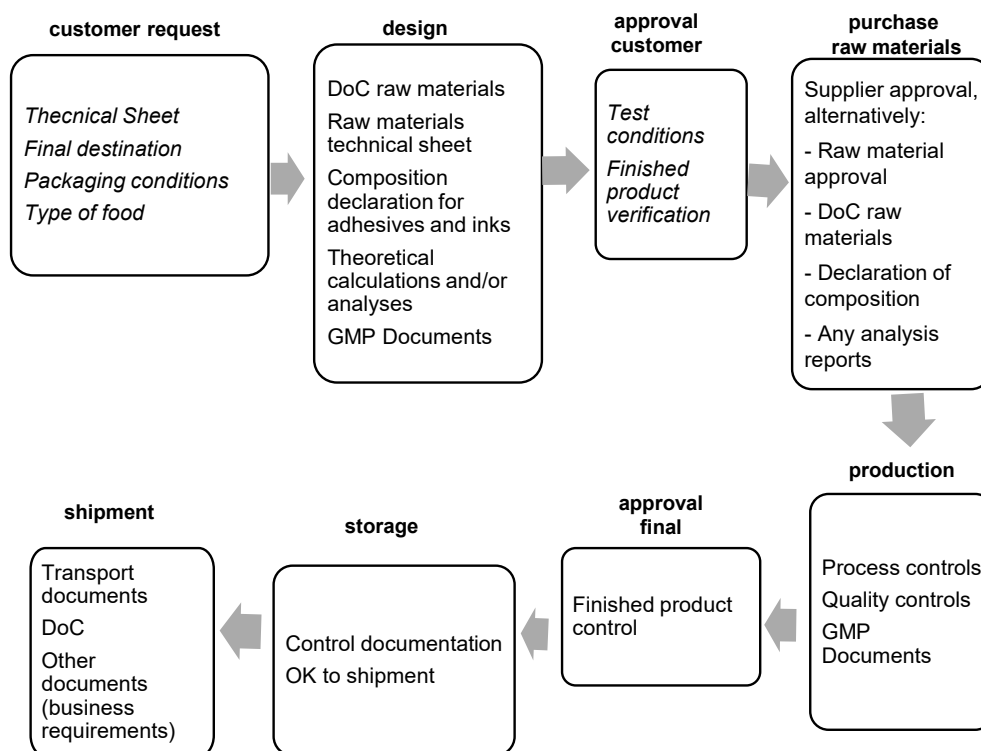 customer request
Thecnical Sheet
Final destination
Packaging conditions
Type of food
design
DoC raw materials
Raw materials
technical sheet
Composition
declaration for
adhesives and inks
Theoretical
calculations and/or
analyses
GMP Documents
approval
customer
Test
conditions
Finished
product
verification
purchase
raw materials
Supplier approval,
alternatively:
- Raw material
approval
- DoC raw
materials
- Declaration of
composition
- Any analysis
reports
production
Process controls
Quality controls
GMP
Documents
approval
final
Finished product
control
storage
Control documentation
OK to shipment
shipment
Transport
documents
DoC
Other
documents
(business
requirements)